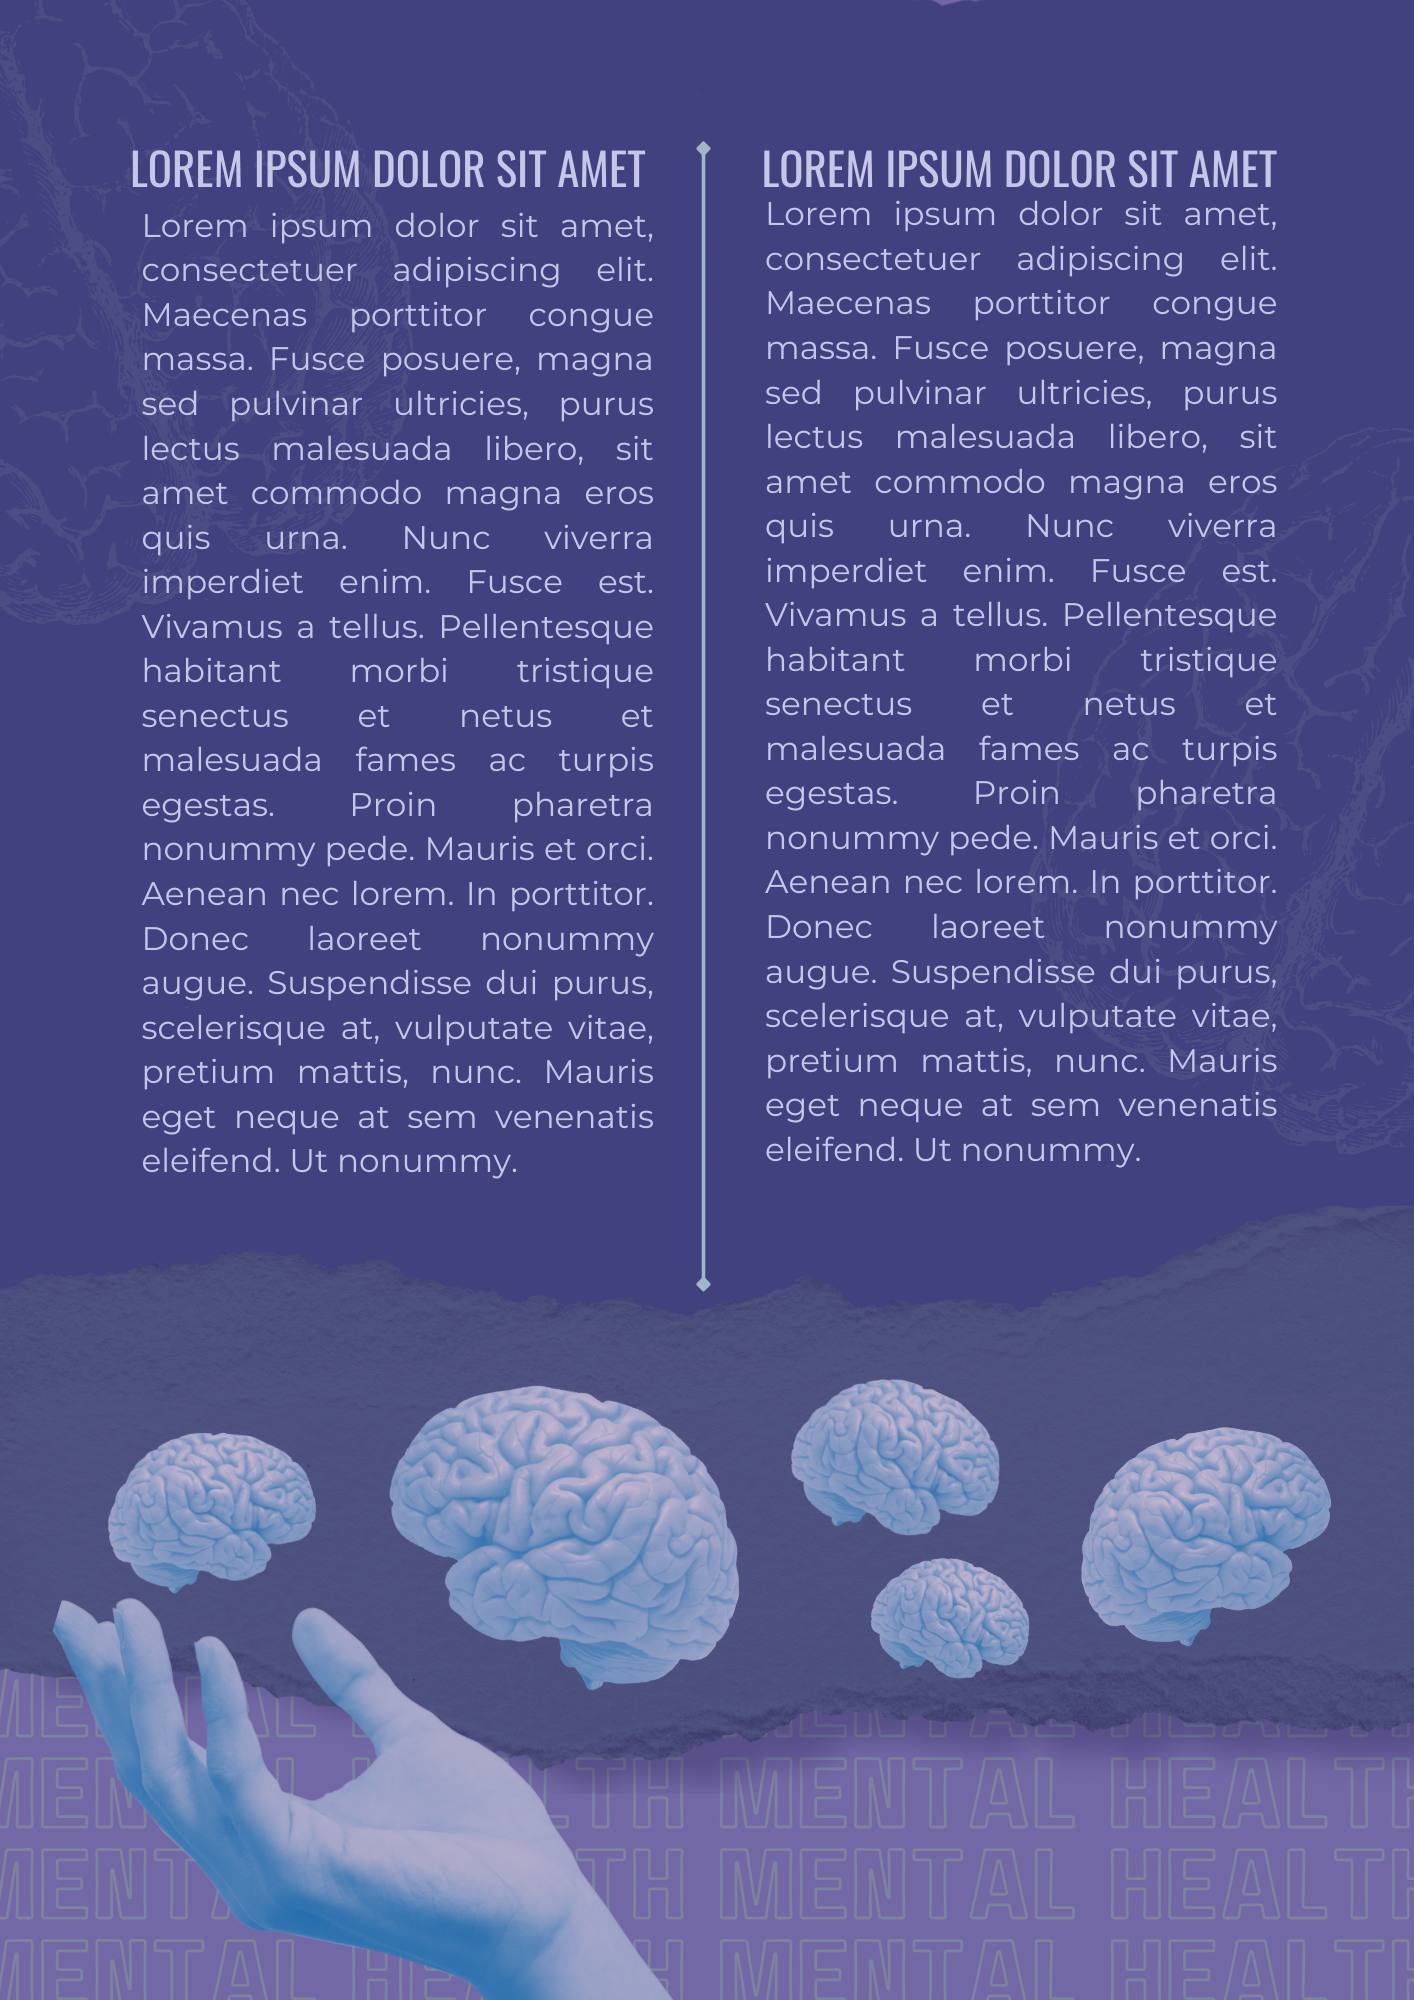 LOREM IPSUM DOLOR SIT AMET
Lorem ipsum dolor sit amet,
consectetuer adipiscing elit.
Maecenas porttitor congue
massa. Fusce posuere, magna
sed pulvinar ultricies, purus
lectus malesuada libero, sit
amet commodo magna eros
quis urna. Nunc viverra
imperdiet enim. Fusce est.
Vivamus a tellus. Pellentesque
habitant morbi tristique
senectus et netus et
malesuada fames ac turpis
egestas. Proin pharetra
nonummy pede. Mauris et orci.
Aenean nec lorem. In porttitor.
Donec laoreet nonummy
augue. Suspendisse dui purus,
scelerisque at, vulputate vitae,
pretium mattis, nunc. Mauris
eget neque at sem venenatis
eleifend. Ut nonummy.
LOREM IPSUM DOLOR SIT AMET
Lorem ipsum dolor sit amet,
consectetuer adipiscing elit.
Maecenas porttitor congue
massa. Fusce posuere, magna
sed pulvinar ultricies, purus
lectus malesuada libero, sit
amet commodo magna eros
quis urna. Nunc viverra
imperdiet enim. Fusce est.
Vivamus a tellus. Pellentesque
habitant morbi tristique
senectus et netus et
malesuada fames ac turpis
egestas. Proin pharetra
nonummy pede. Mauris et orci.
Aenean nec lorem. In porttitor.
Donec laoreet nonummy
augue. Suspendisse dui purus,
scelerisque at, vulputate vitae,
pretium mattis, nunc. Mauris
eget neque at sem venenatis
eleifend. Ut nonummy.
MENTAL HEALTH
MENTAL HEALTH
MENTAL HEALTH
MENTAL HEALTH